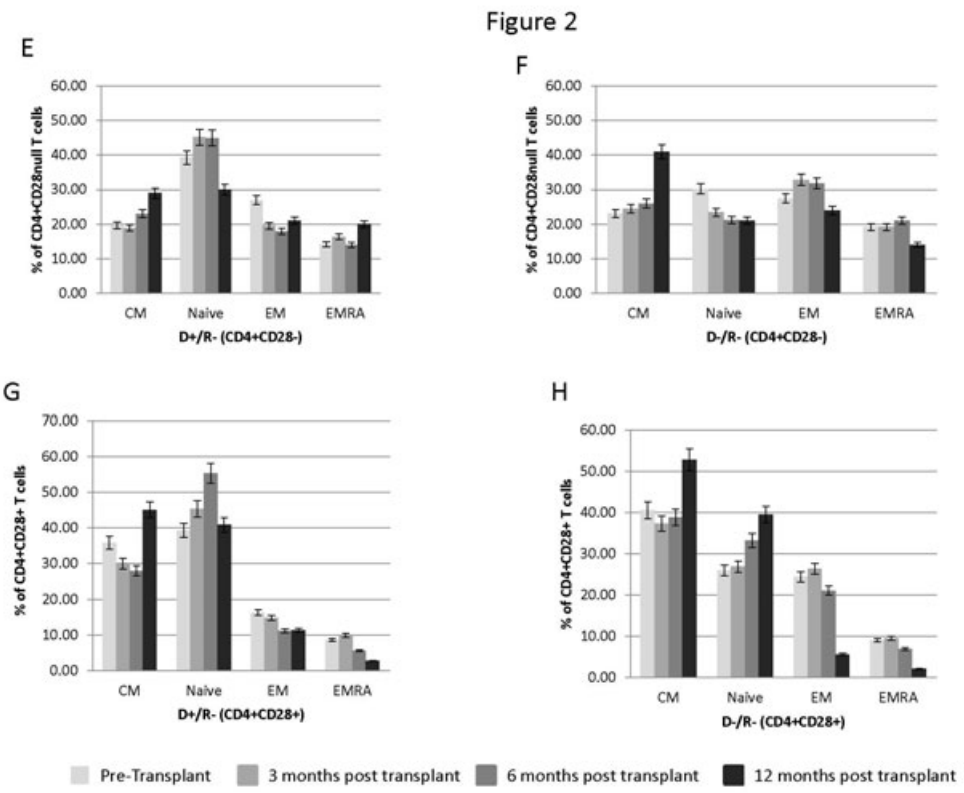 Figure 2
E
% of CD4+CD28null T cells
60.00
50.00
40.00
30.00
20.00
10.00
0.00
CM Naïve EM EMRA
D+/R- (CD4+CD28-)
F
% of CD4+CD28null T cells
60.00
50.00
40.00
30.00
20.00
10.00
0.00
CM Naïve EM EMRA
D-/R- (CD4+CD28-)
G
% of CD4+CD28+ T cells
70.00
60.00
50.00
40.00
30.00
20.00
10.00
0.00
CM Naïve EM EMRA
D+/R- (CD4+CD28+)
H
% of CD4+CD28+ T cells
60.00
50.00
40.00
30.00
20.00
10.00
0.00
CM Naïve EM EMRA
D-/R- (CD4+CD28+)
Pre-Transplant 3 months post transplant 6 months post transplant 12 months post transplant